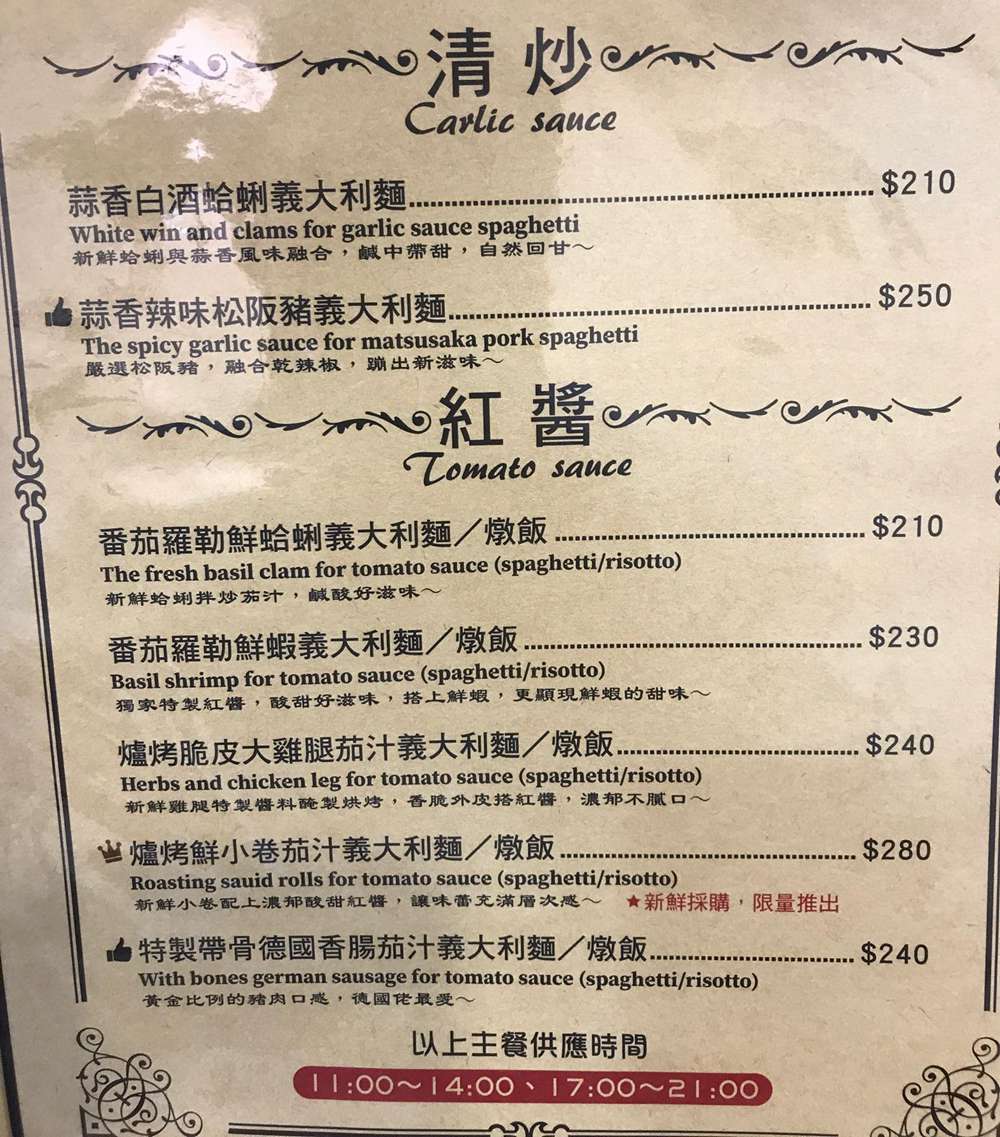 清炒
Carlic sauce
蒜香白酒蛤蜊義大利麵 $210
White win and clams for garlic sauce spaghetti
新鮮蛤蜊與蒜香風味融合,鹹中帶甜,自然回甘～
蒜香辣味松阪豬義大利麵 $250
The spicy garlic sauce for matsusaka pork spaghetti
嚴選松阪豬,融合乾辣椒,蹦出新滋味～
紅醬
Tomato sauce
番茄羅勒鮮蛤蜊義大利麵／燉飯 $210
The fresh basil clam for tomato sauce (spaghetti/risotto)
新鮮蛤蜊拌炒茄汁,鹹酸好滋味～
番茄羅勒鮮蝦義大利麵／燉飯 $230
Basil shrimp for tomato sauce (spaghetti/risotto)
獨家特製紅醬,酸甜好滋味,搭上鮮蝦,更顯現鮮蝦的甜味～
爐烤脆皮大雞腿茄汁義大利麵／燉飯 $240
Herbs and chicken leg for tomato sauce (spaghetti/risotto)
新鮮雞腿特製醬料醃製烘烤,香脆外皮搭紅醬,濃郁不膩口～
爐烤鮮小卷茄汁義大利麵／燉飯 $280
Roasting sauid rolls for tomato sauce (spaghetti/risotto)
新鮮小卷配上濃郁酸甜紅醬,讓味蕾充滿層次感～ ★新鮮採購,限量推出
特製帶骨德國香腸茄汁義大利麵／燉飯 $240
With bones german sausage for tomato sauce (spaghetti/risotto)
黃金比例的豬肉口感,德國佬最愛～
以上主餐供應時間
11:00～14:00、17:00～21:00